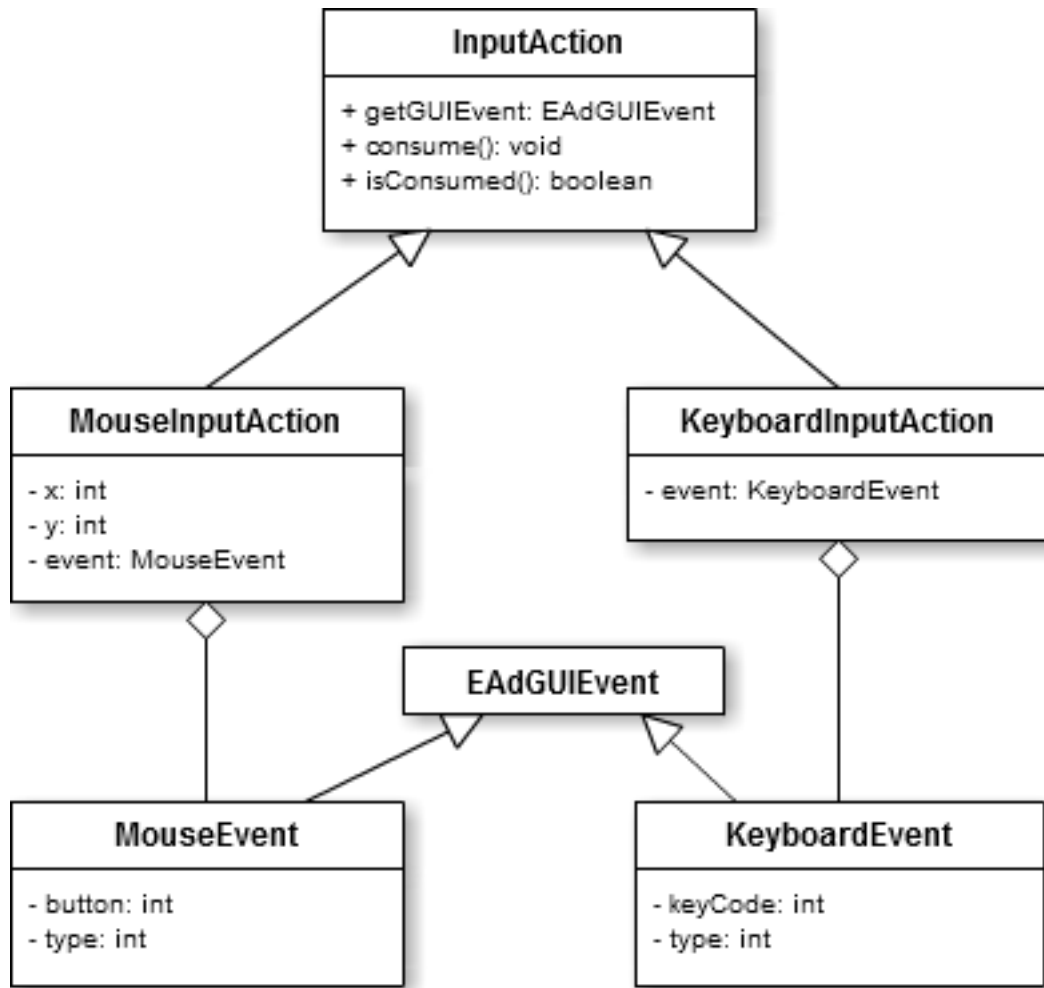 InputAction
+ getGUIEvent: EAdGUIEvent
+ consume(): void
+ isConsumed(): boolean
MouseInputAction
- x: int
- y: int
- event: MouseEvent
KeyboardInputAction
- event: KeyboardEvent
EAdGUIEvent
MouseEvent
- button: int
- type: int
KeyboardEvent
- keyCode: int
- type: int